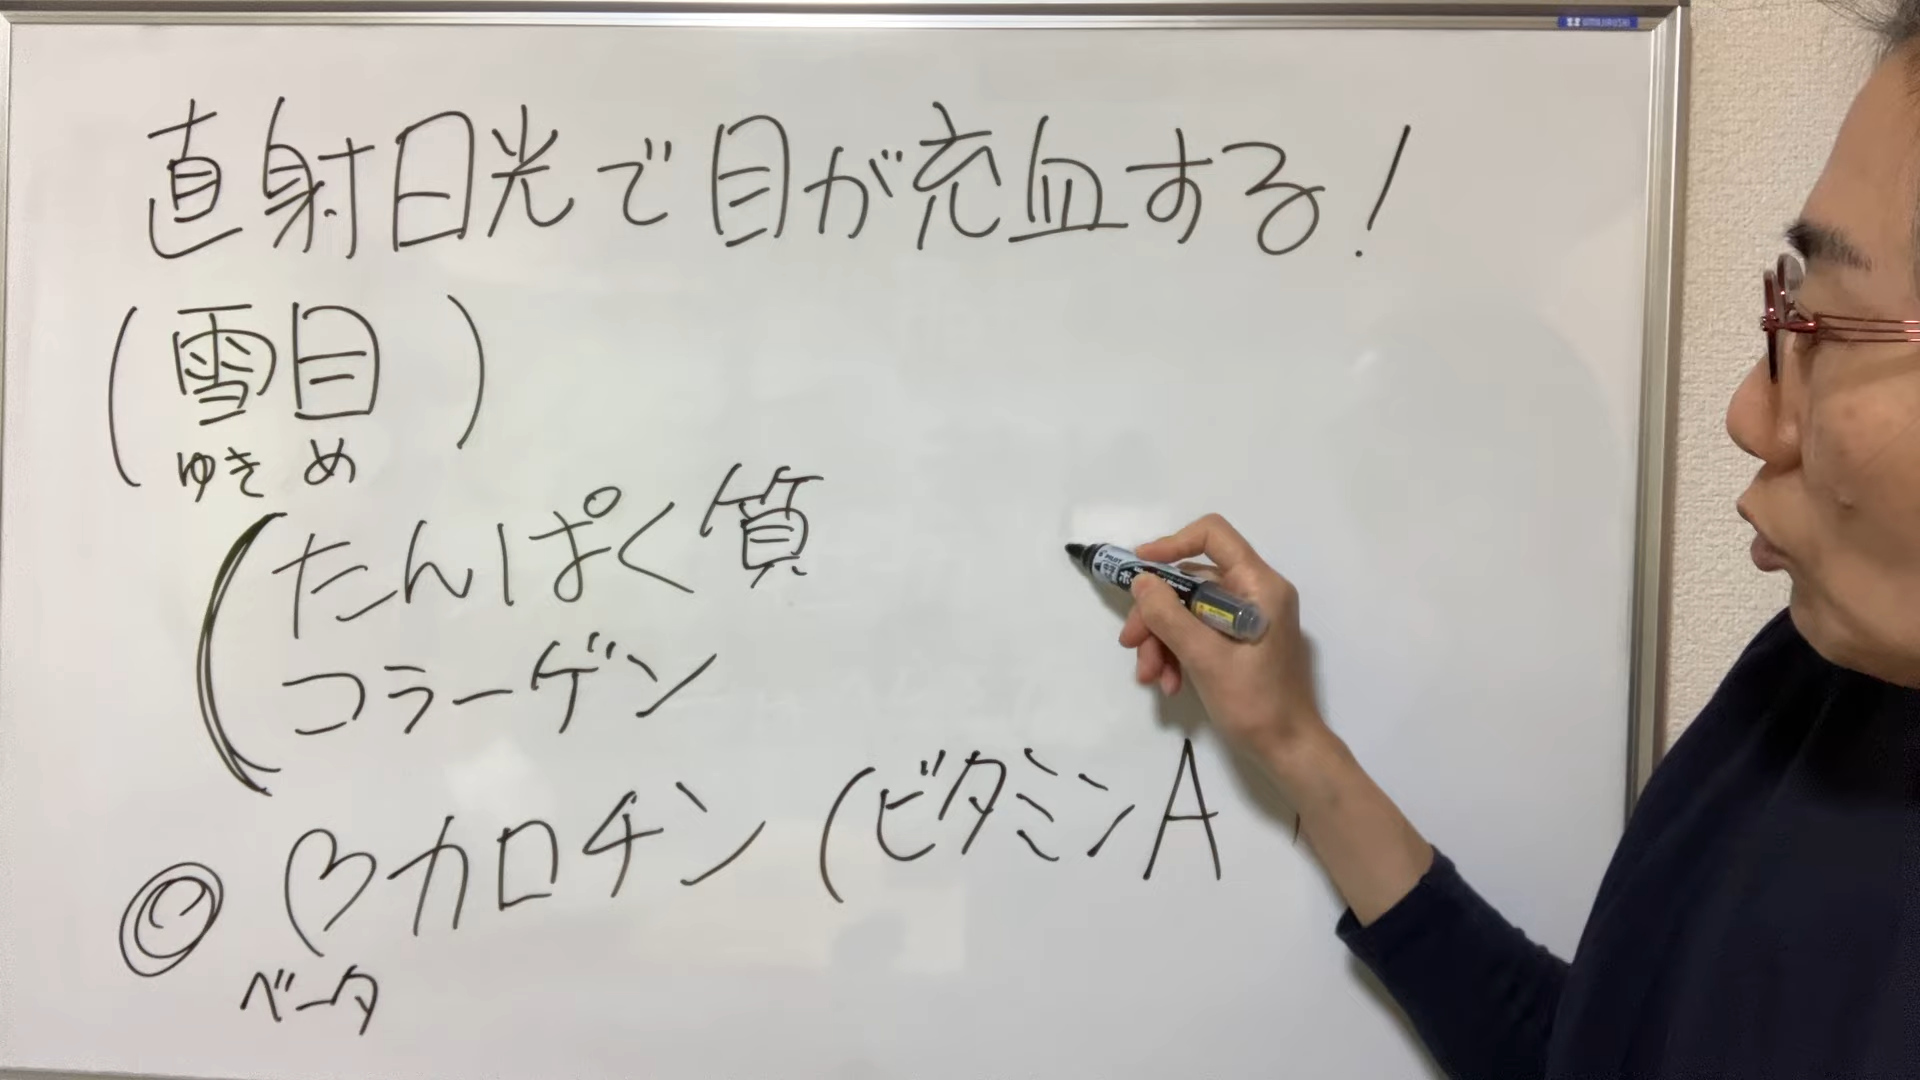 直射日光で目が充血する！
(雪目)
ゆきめ
(たんぱく質
コラーゲン
◎βカロチン(ビタミンA
ベータ
UMAJIRUSHI
PILOT